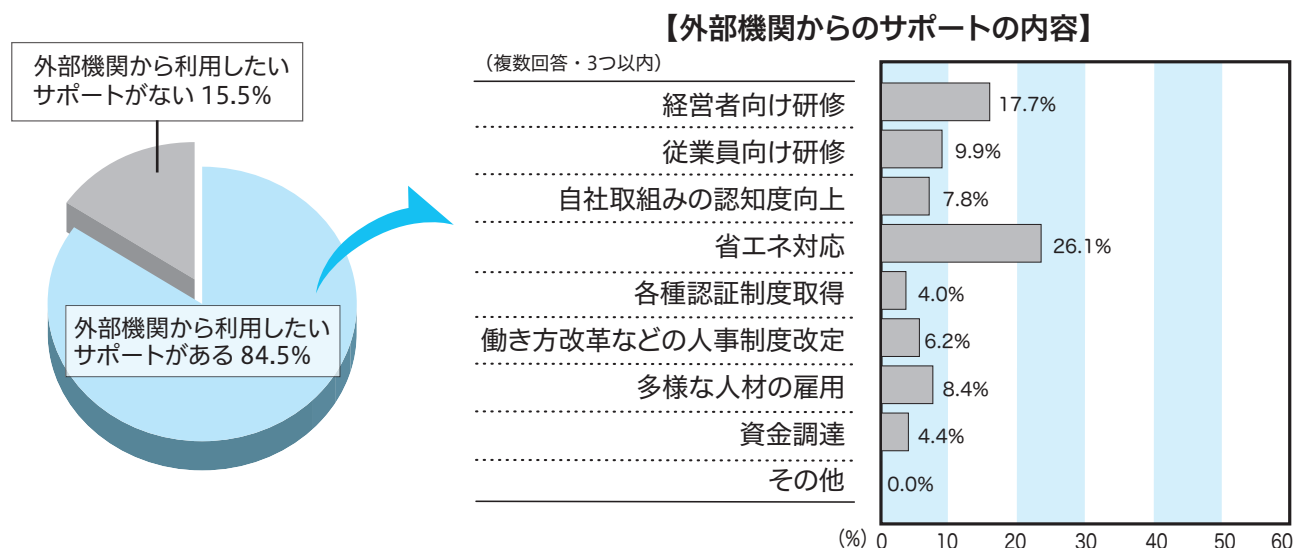 【外部機関からのサポートの内容】
外部機関から利用したい
サポートがない 15.5%
外部機関から利用したい
サポートがある 84.5%
（複数回答・3つ以内）
経営者向け研修 17.7%
従業員向け研修 9.9%
自社取組みの認知度向上 7.8%
省エネ対応 26.1%
各種認証制度取得 4.0%
働き方改革などの人事制度改定 6.2%
多様な人材の雇用 8.4%
資金調達 4.4%
その他 0.0%
(%) 0 10 20 30 40 50 60